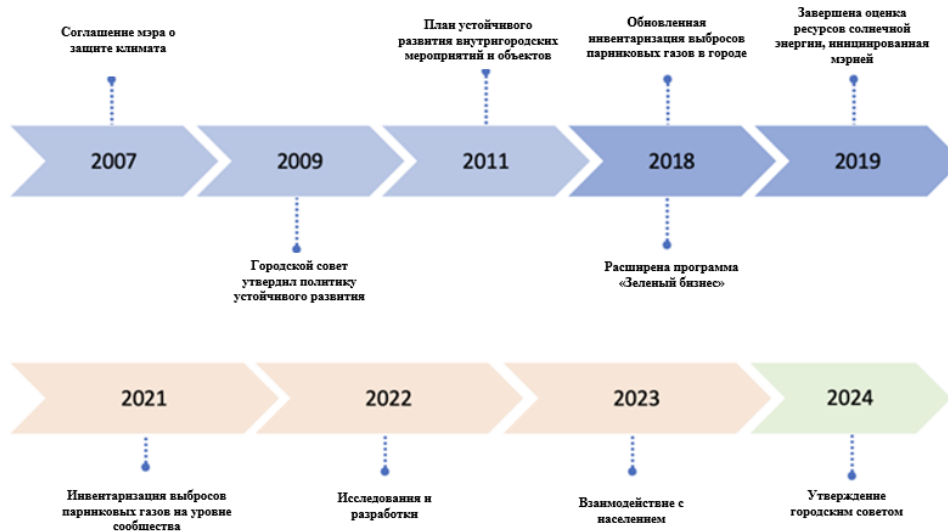 Соглашение мэра о
защите климата
План устойчивого
развития внутригородских
мероприятий и объектов
Обновленная
инвентаризация выбросов
парниковых газов в городе
Завершена оценка
ресурсов солнечной
энергии, инициированная
мэрией
2007
2009
2011
2018
2019
Городской совет
утвердил политику
устойчивого развития
Расширена программа
«Зеленый бизнес»
2021
2022
2023
2024
Инвентаризация выбросов
парниковых газов на уровне
сообщества
Исследования и
разработки
Взаимодействие с
населением
Утверждение
городским советом